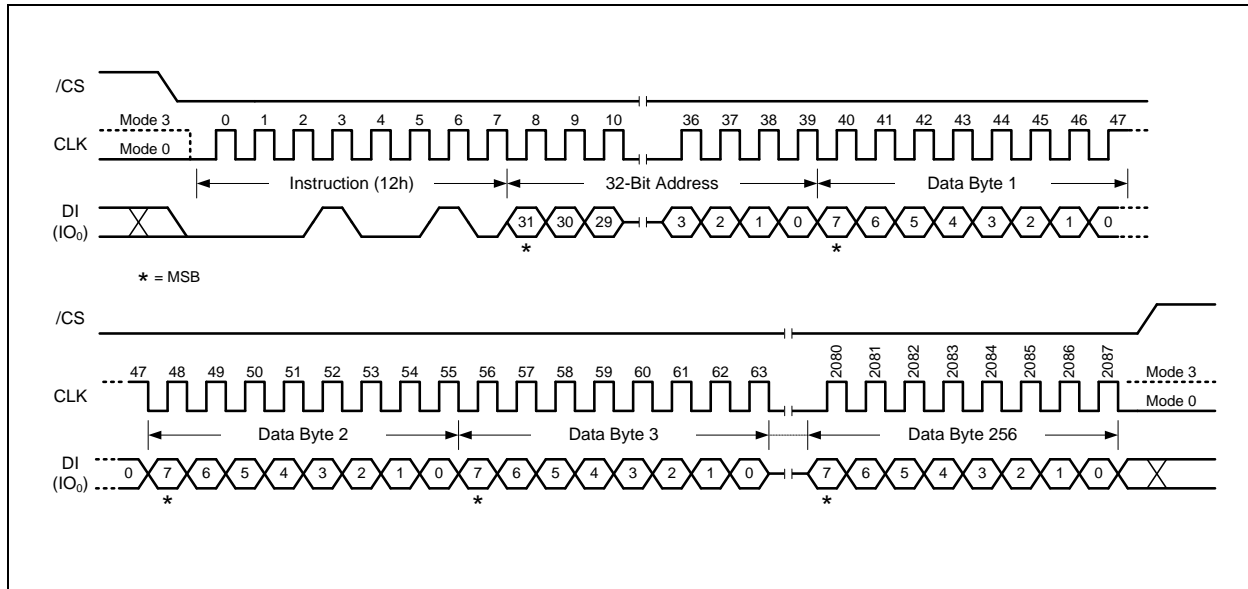 /CS
Mode 3
0 1 2 3 4 5 6 7 8 9 10 36 37 38 39 40 41 42 43 44 45 46 47
CLK
Mode 0
Instruction (12h) 32-Bit Address Data Byte 1
DI
(IO₀)
31 30 29 3 2 1 0 7 6 5 4 3 2 1 0
* *
* = MSB
/CS
47 48 49 50 51 52 53 54 55 56 57 58 59 60 61 62 63 2080 2081 2082 2083 2084 2085 2086 2087
Mode 3
CLK
Mode 0
Data Byte 2 Data Byte 3 Data Byte 256
DI
(IO₀)
0 7 6 5 4 3 2 1 0 7 6 5 4 3 2 1 0 7 6 5 4 3 2 1 0
* * *